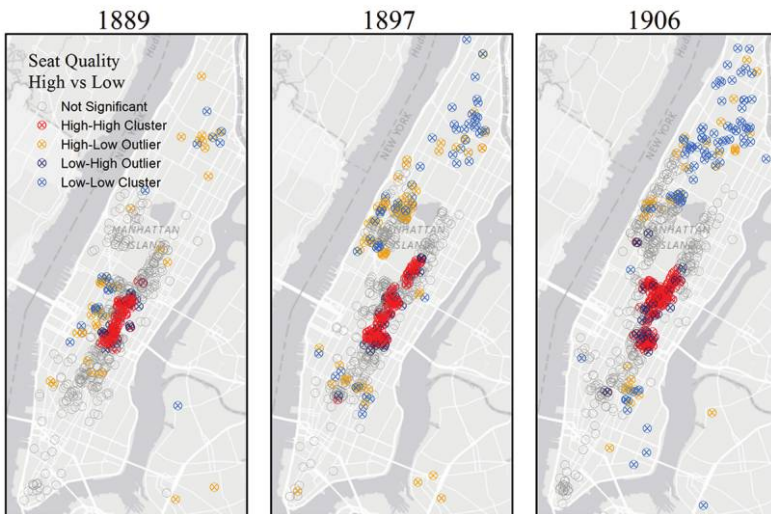 1889
1897
1906
Seat Quality
High vs Low
Not Significant
High-High Cluster
High-Low Outlier
Low-High Outlier
Low-Low Cluster
MANHATTAN
ISLAND
NEW YORK
MANHATTAN
ISLAND
NEW YORK
MANHATTAN
ISLAND